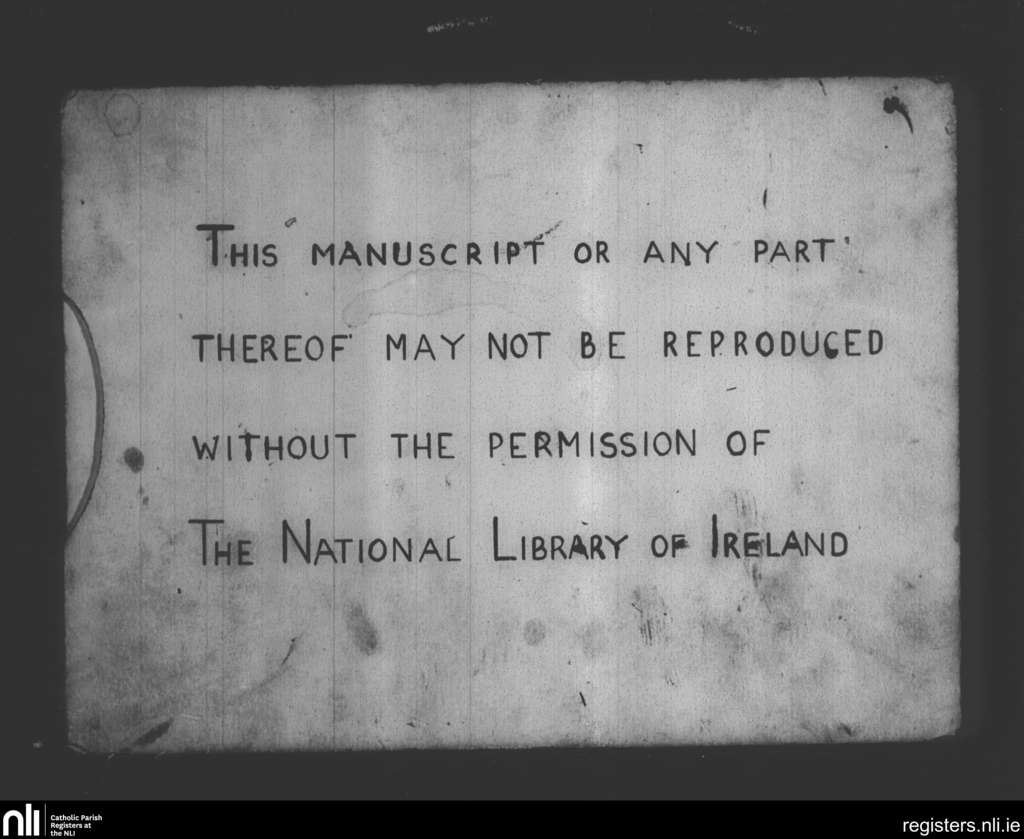 THIS MANUSCRIPT OR ANY PART
THEREOF MAY NOT BE REPRODUCED
WITHOUT THE PERMISSION OF
THE NATIONAL LIBRARY OF IRELAND
nli
Catholic Parish
Registers at
the NLI
registers.nli.ie